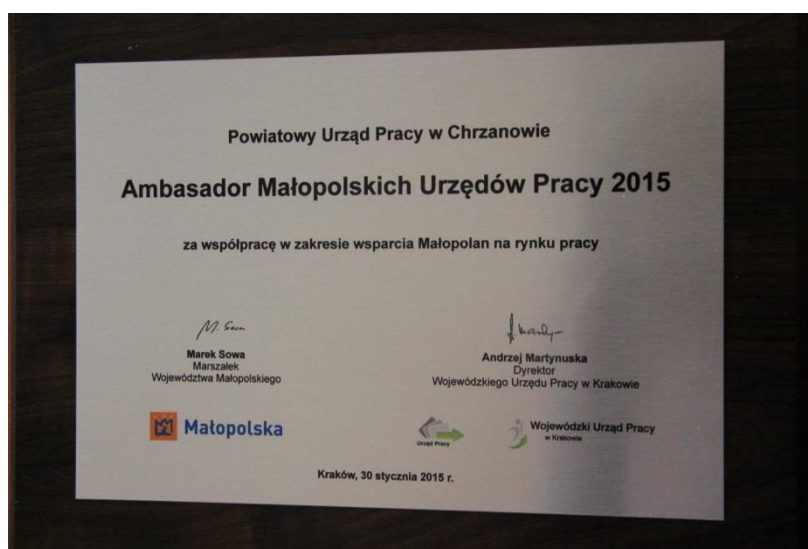 Powiatowy Urząd Pracy w Chrzanowie
Ambasador Małopolskich Urzędów Pracy 2015
za współpracę w zakresie wsparcia Małopolan na rynku pracy
M. Sowa
Marek Sowa
Marszałek
Województwa Małopolskiego
Andrzej Martynuska
Dyrektor
Wojewódzkiego Urzędu Pracy w Krakowie
Małopolska
Urząd Pracy
Wojewódzki Urząd Pracy
w Krakowie
Kraków, 30 stycznia 2015 r.